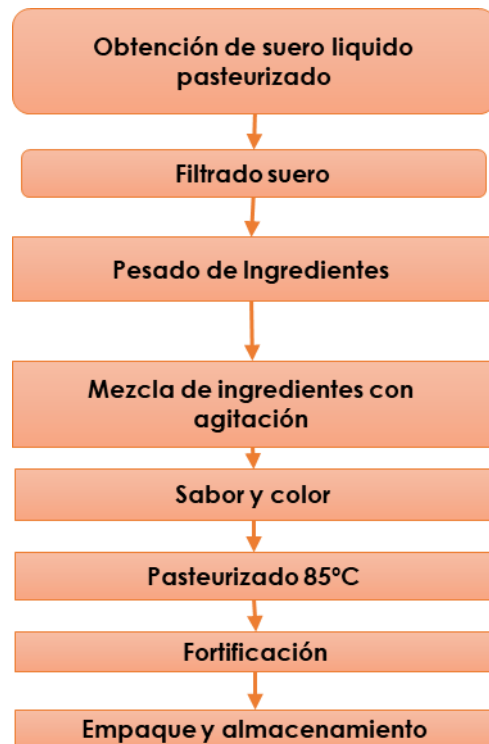 Obtención de suero liquido
pasteurizado
Filtrado suero
Pesado de Ingredientes
Mezcla de ingredientes con
agitación
Sabor y color
Pasteurizado 85ºC
Fortificación
Empaque y almacenamiento